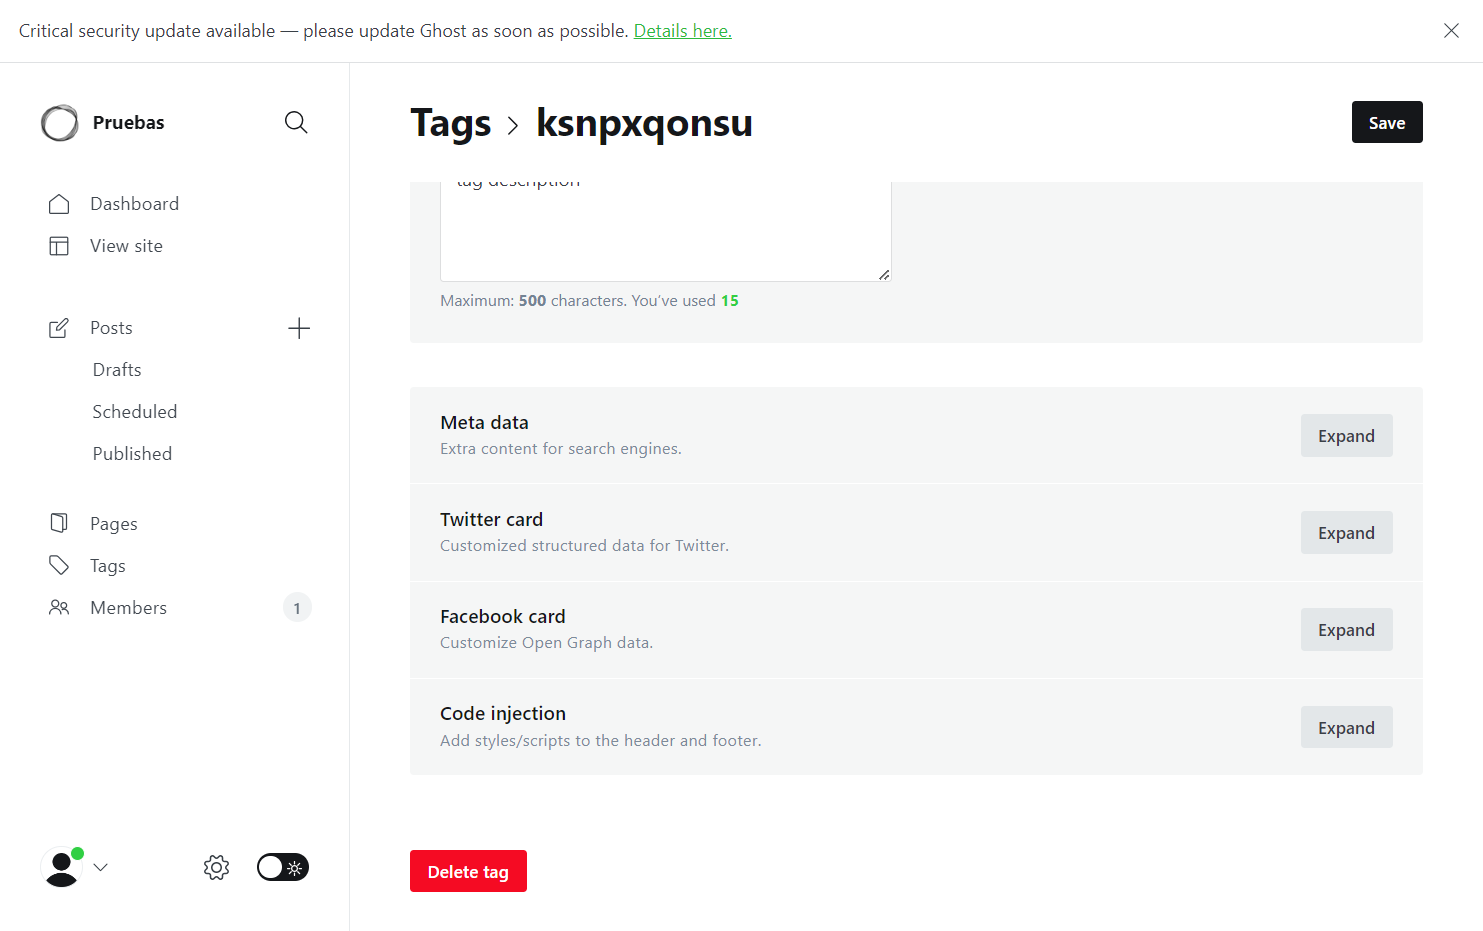 Critical security update available — please update Ghost as soon as possible. Details here.
Pruebas
Dashboard
View site
Posts
Drafts
Scheduled
Published
Pages
Tags
Members
1
Tags > ksnpxqonsu
Save
tag description
Maximum: 500 characters. You've used 15
Meta data
Extra content for search engines.
Expand
Twitter card
Customized structured data for Twitter.
Expand
Facebook card
Customize Open Graph data.
Expand
Code injection
Add styles/scripts to the header and footer.
Expand
Delete tag